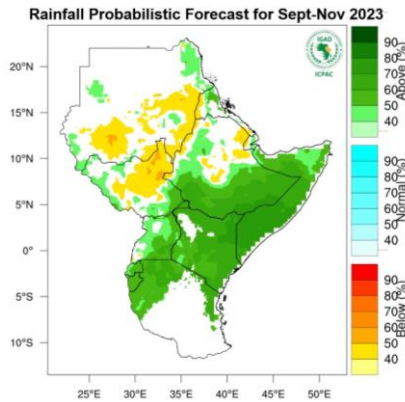 Rainfall Probabilistic Forecast for Sept-Nov 2023
IGAD
ICPAC
20°N
15°N
10°N
5°N
0°
5°S
10°S
25°E
30°E
35°E
40°E
45°E
50°E
90
80
70
60
50
40
Above (%)
90
80
70
60
50
40
Normal (%)
90
80
70
60
50
40
Below (%)